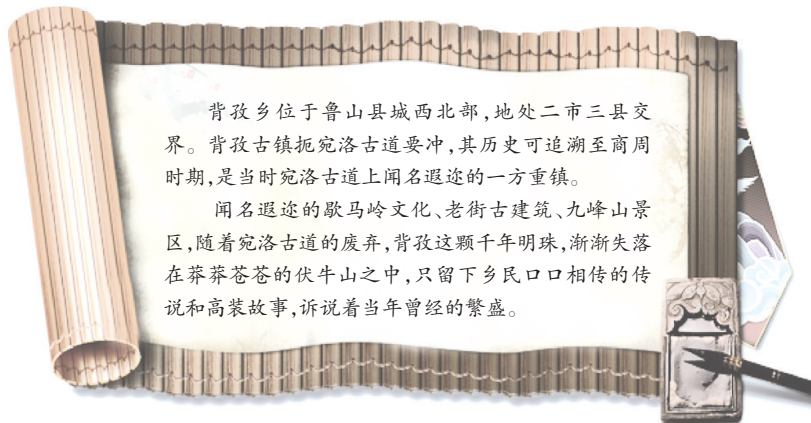 背孜乡位于鲁山县城西北部,地处二市三县交
界。背孜古镇扼宛洛古道要冲,其历史可追溯至商周
时期,是当时宛洛古道上闻名遐迩的一方重镇。
闻名遐迩的歇马岭文化、老街古建筑、九峰山景
区,随着宛洛古道的废弃,背孜这颗千年明珠,渐渐失落
在莽莽苍苍的伏牛山之中,只留下乡民口口相传的传
说和高装故事,诉说着当年曾经的繁盛。